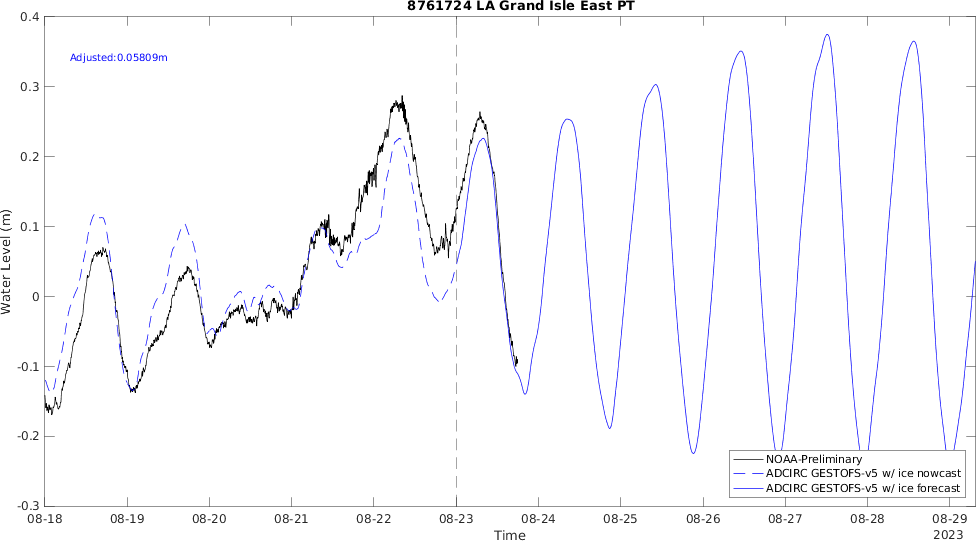 8761724 LA Grand Isle East PT
Adjusted:0.05809m
Water Level (m)
0.4
0.3
0.2
0.1
0
-0.1
-0.2
-0.3
NOAA-Preliminary
ADCIRC GESTOFS-v5 w/ ice nowcast
ADCIRC GESTOFS-v5 w/ ice forecast
08-18 08-19 08-20 08-21 08-22 08-23 08-24 08-25 08-26 08-27 08-28 08-29
2023
Time